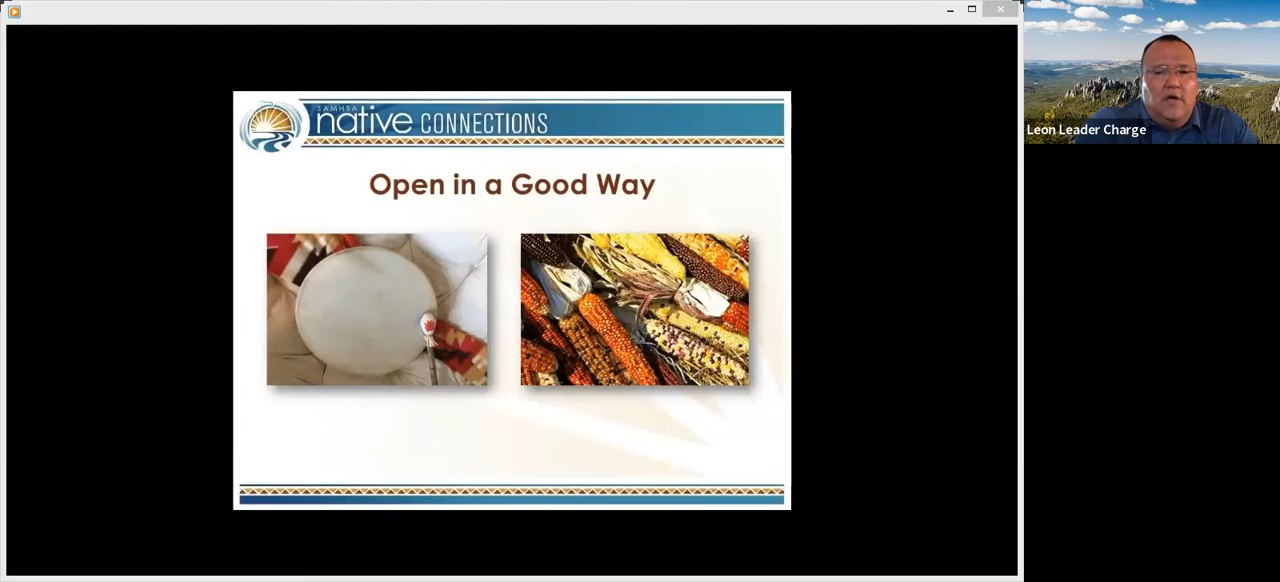 SAMHSA
native CONNECTIONS
Open in a Good Way
Leon Leader Charge